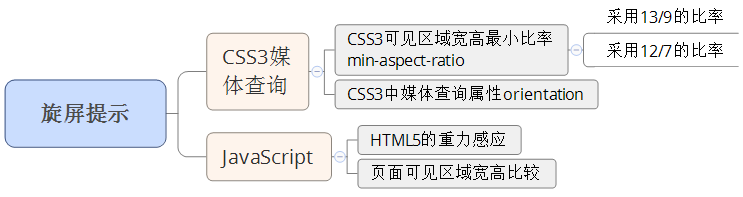 旋屏提示
CSS3媒
体查询
CSS3可见区域宽高最小比率
min-aspect-ratio
采用13/9的比率
采用12/7的比率
CSS3中媒体查询属性orientation
JavaScript
HTML5的重力感应
页面可见区域宽高比较